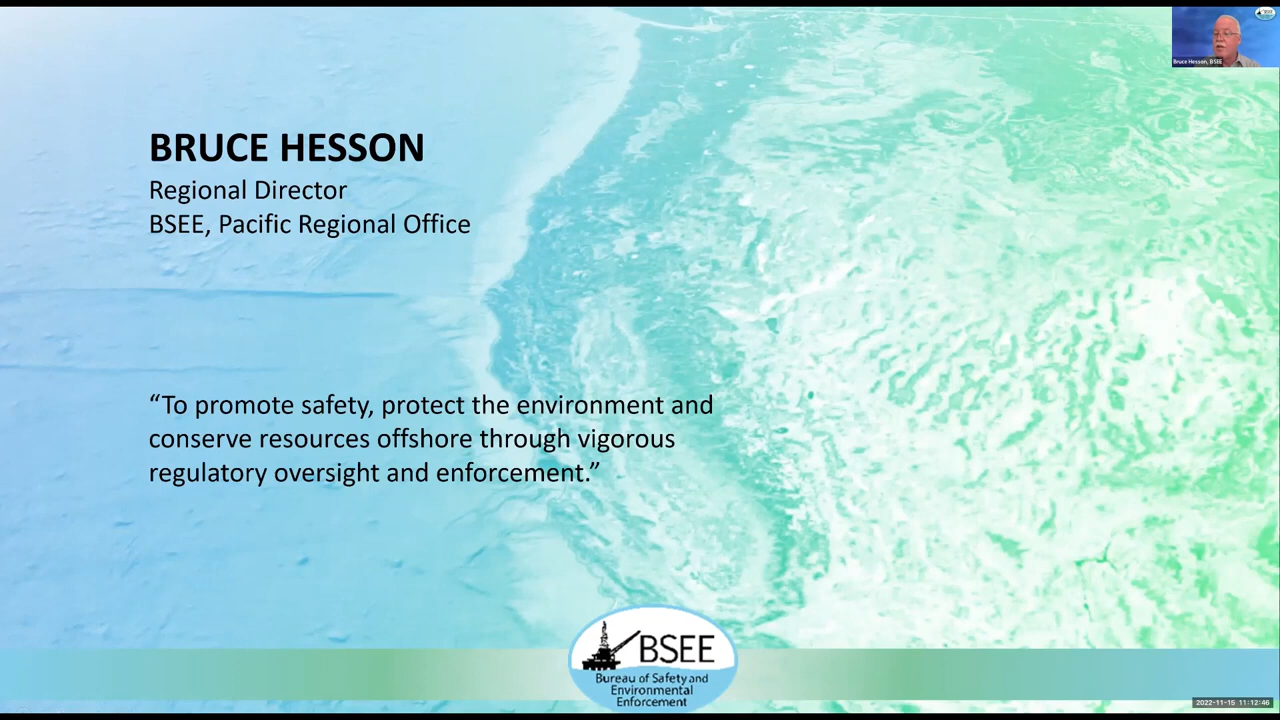 Bruce Hesson, BSEE
BRUCE HESSON
Regional Director
BSEE, Pacific Regional Office
“To promote safety, protect the environment and
conserve resources offshore through vigorous
regulatory oversight and enforcement.”
BSEE
Bureau of Safety and
Environmental
Enforcement
2022-11-15 11:12:46